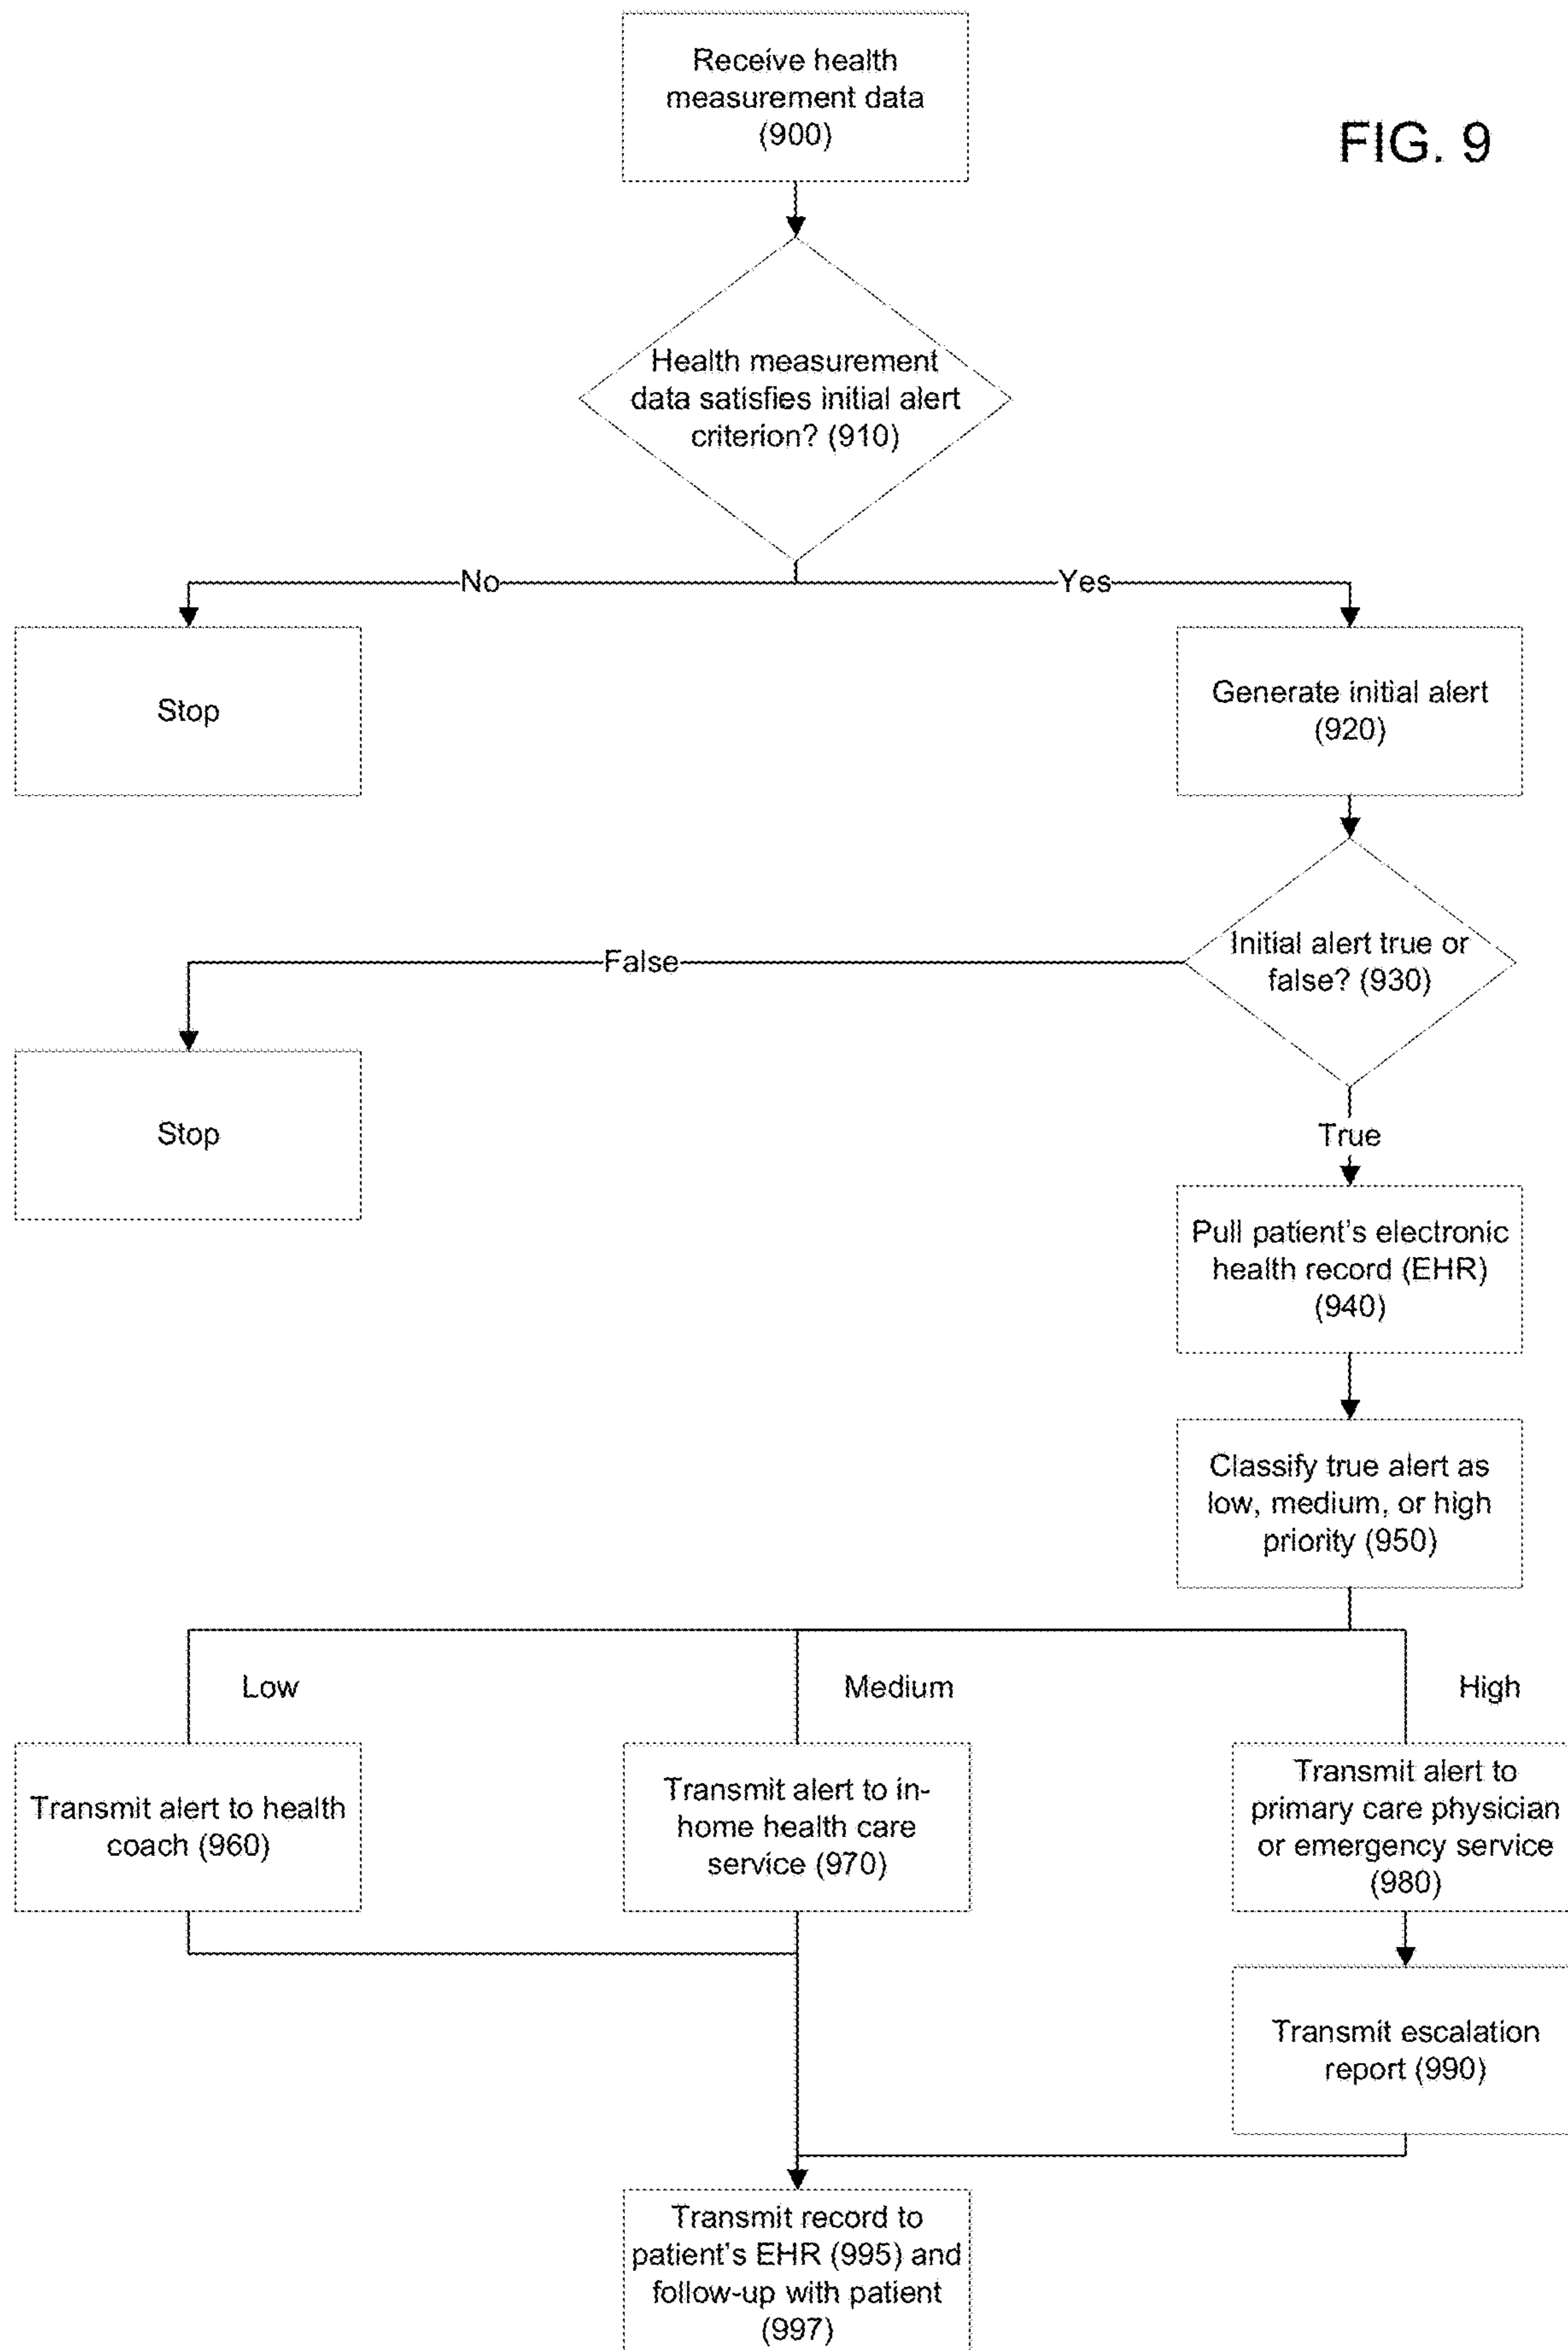 Receive health
measurement data
(900)
FIG. 9
Health measurement
data satisfies initial alert
criterion? (910)
No
Yes
Stop
Generate initial alert
(920)
Initial alert true or
false? (930)
False
Stop
True
Pull patient's electronic
health record (EHR)
(940)
Classify true alert as
low, medium, or high
priority (950)
Low
Medium
High
Transmit alert to health
coach (960)
Transmit alert to in-
home health care
service (970)
Transmit alert to
primary care physician
or emergency service
(980)
Transmit escalation
report (990)
Transmit record to
patient's EHR (995) and
follow-up with patient
(997)